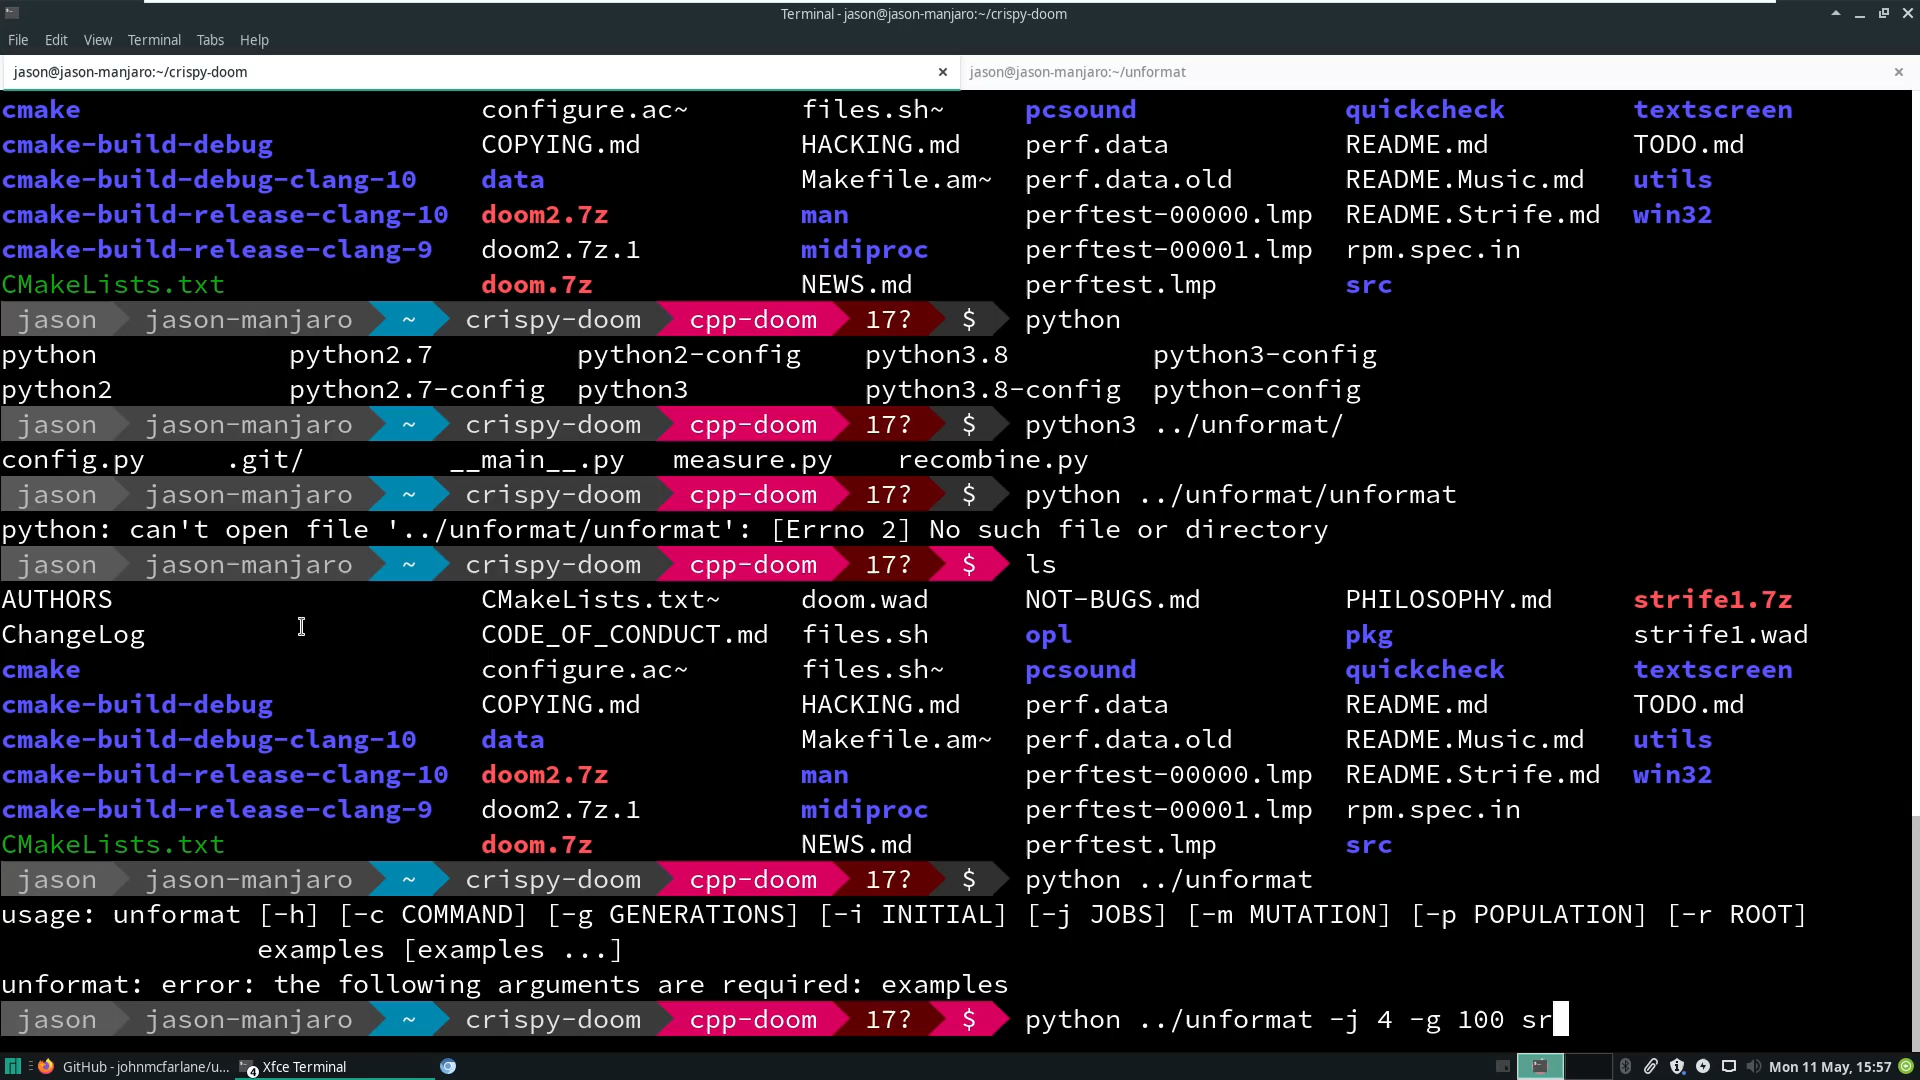 Terminal - jason@jason-manjaro:~/crispy-doom
File Edit View Terminal Tabs Help
jason@jason-manjaro:~/crispy-doom jason@jason-manjaro:~/unformat
cmake configure.ac~ files.sh~ pcsound quickcheck textscreen
cmake-build-debug COPYING.md HACKING.md perf.data README.md TODO.md
cmake-build-debug-clang-10 data Makefile.am~ perf.data.old README.Music.md utils
cmake-build-release-clang-10 doom2.7z man perftest-00000.lmp README.Strife.md win32
cmake-build-release-clang-9 doom2.7z.1 midiproc perftest-00001.lmp rpm.spec.in
CMakeLists.txt doom.7z NEWS.md perftest.lmp src
jason jason-manjaro ~ crispy-doom cpp-doom 17? $ python
python python2.7 python2-config python3.8 python3-config
python2 python2.7-config python3 python3.8-config python-config
jason jason-manjaro ~ crispy-doom cpp-doom 17? $ python3 ../unformat/
config.py .git/ __main__.py measure.py recombine.py
jason jason-manjaro ~ crispy-doom cpp-doom 17? $ python ../unformat/unformat
python: can't open file '../unformat/unformat': [Errno 2] No such file or directory
jason jason-manjaro ~ crispy-doom cpp-doom 17? $ ls
AUTHORS CMakeLists.txt~ doom.wad NOT-BUGS.md PHILOSOPHY.md strife1.7z
ChangeLog CODE_OF_CONDUCT.md files.sh opl pkg strife1.wad
cmake configure.ac~ files.sh~ pcsound quickcheck textscreen
cmake-build-debug COPYING.md HACKING.md perf.data README.md TODO.md
cmake-build-debug-clang-10 data Makefile.am~ perf.data.old README.Music.md utils
cmake-build-release-clang-10 doom2.7z man perftest-00000.lmp README.Strife.md win32
cmake-build-release-clang-9 doom2.7z.1 midiproc perftest-00001.lmp rpm.spec.in
CMakeLists.txt doom.7z NEWS.md perftest.lmp src
jason jason-manjaro ~ crispy-doom cpp-doom 17? $ python ../unformat
usage: unformat [-h] [-c COMMAND] [-g GENERATIONS] [-i INITIAL] [-j JOBS] [-m MUTATION] [-p POPULATION] [-r ROOT]
examples [examples ...]
unformat: error: the following arguments are required: examples
jason jason-manjaro ~ crispy-doom cpp-doom 17? $ python ../unformat -j 4 -g 100 sr
GitHub - johnmcfarlane/u... 4 Xfce Terminal Mon 11 May, 15:57